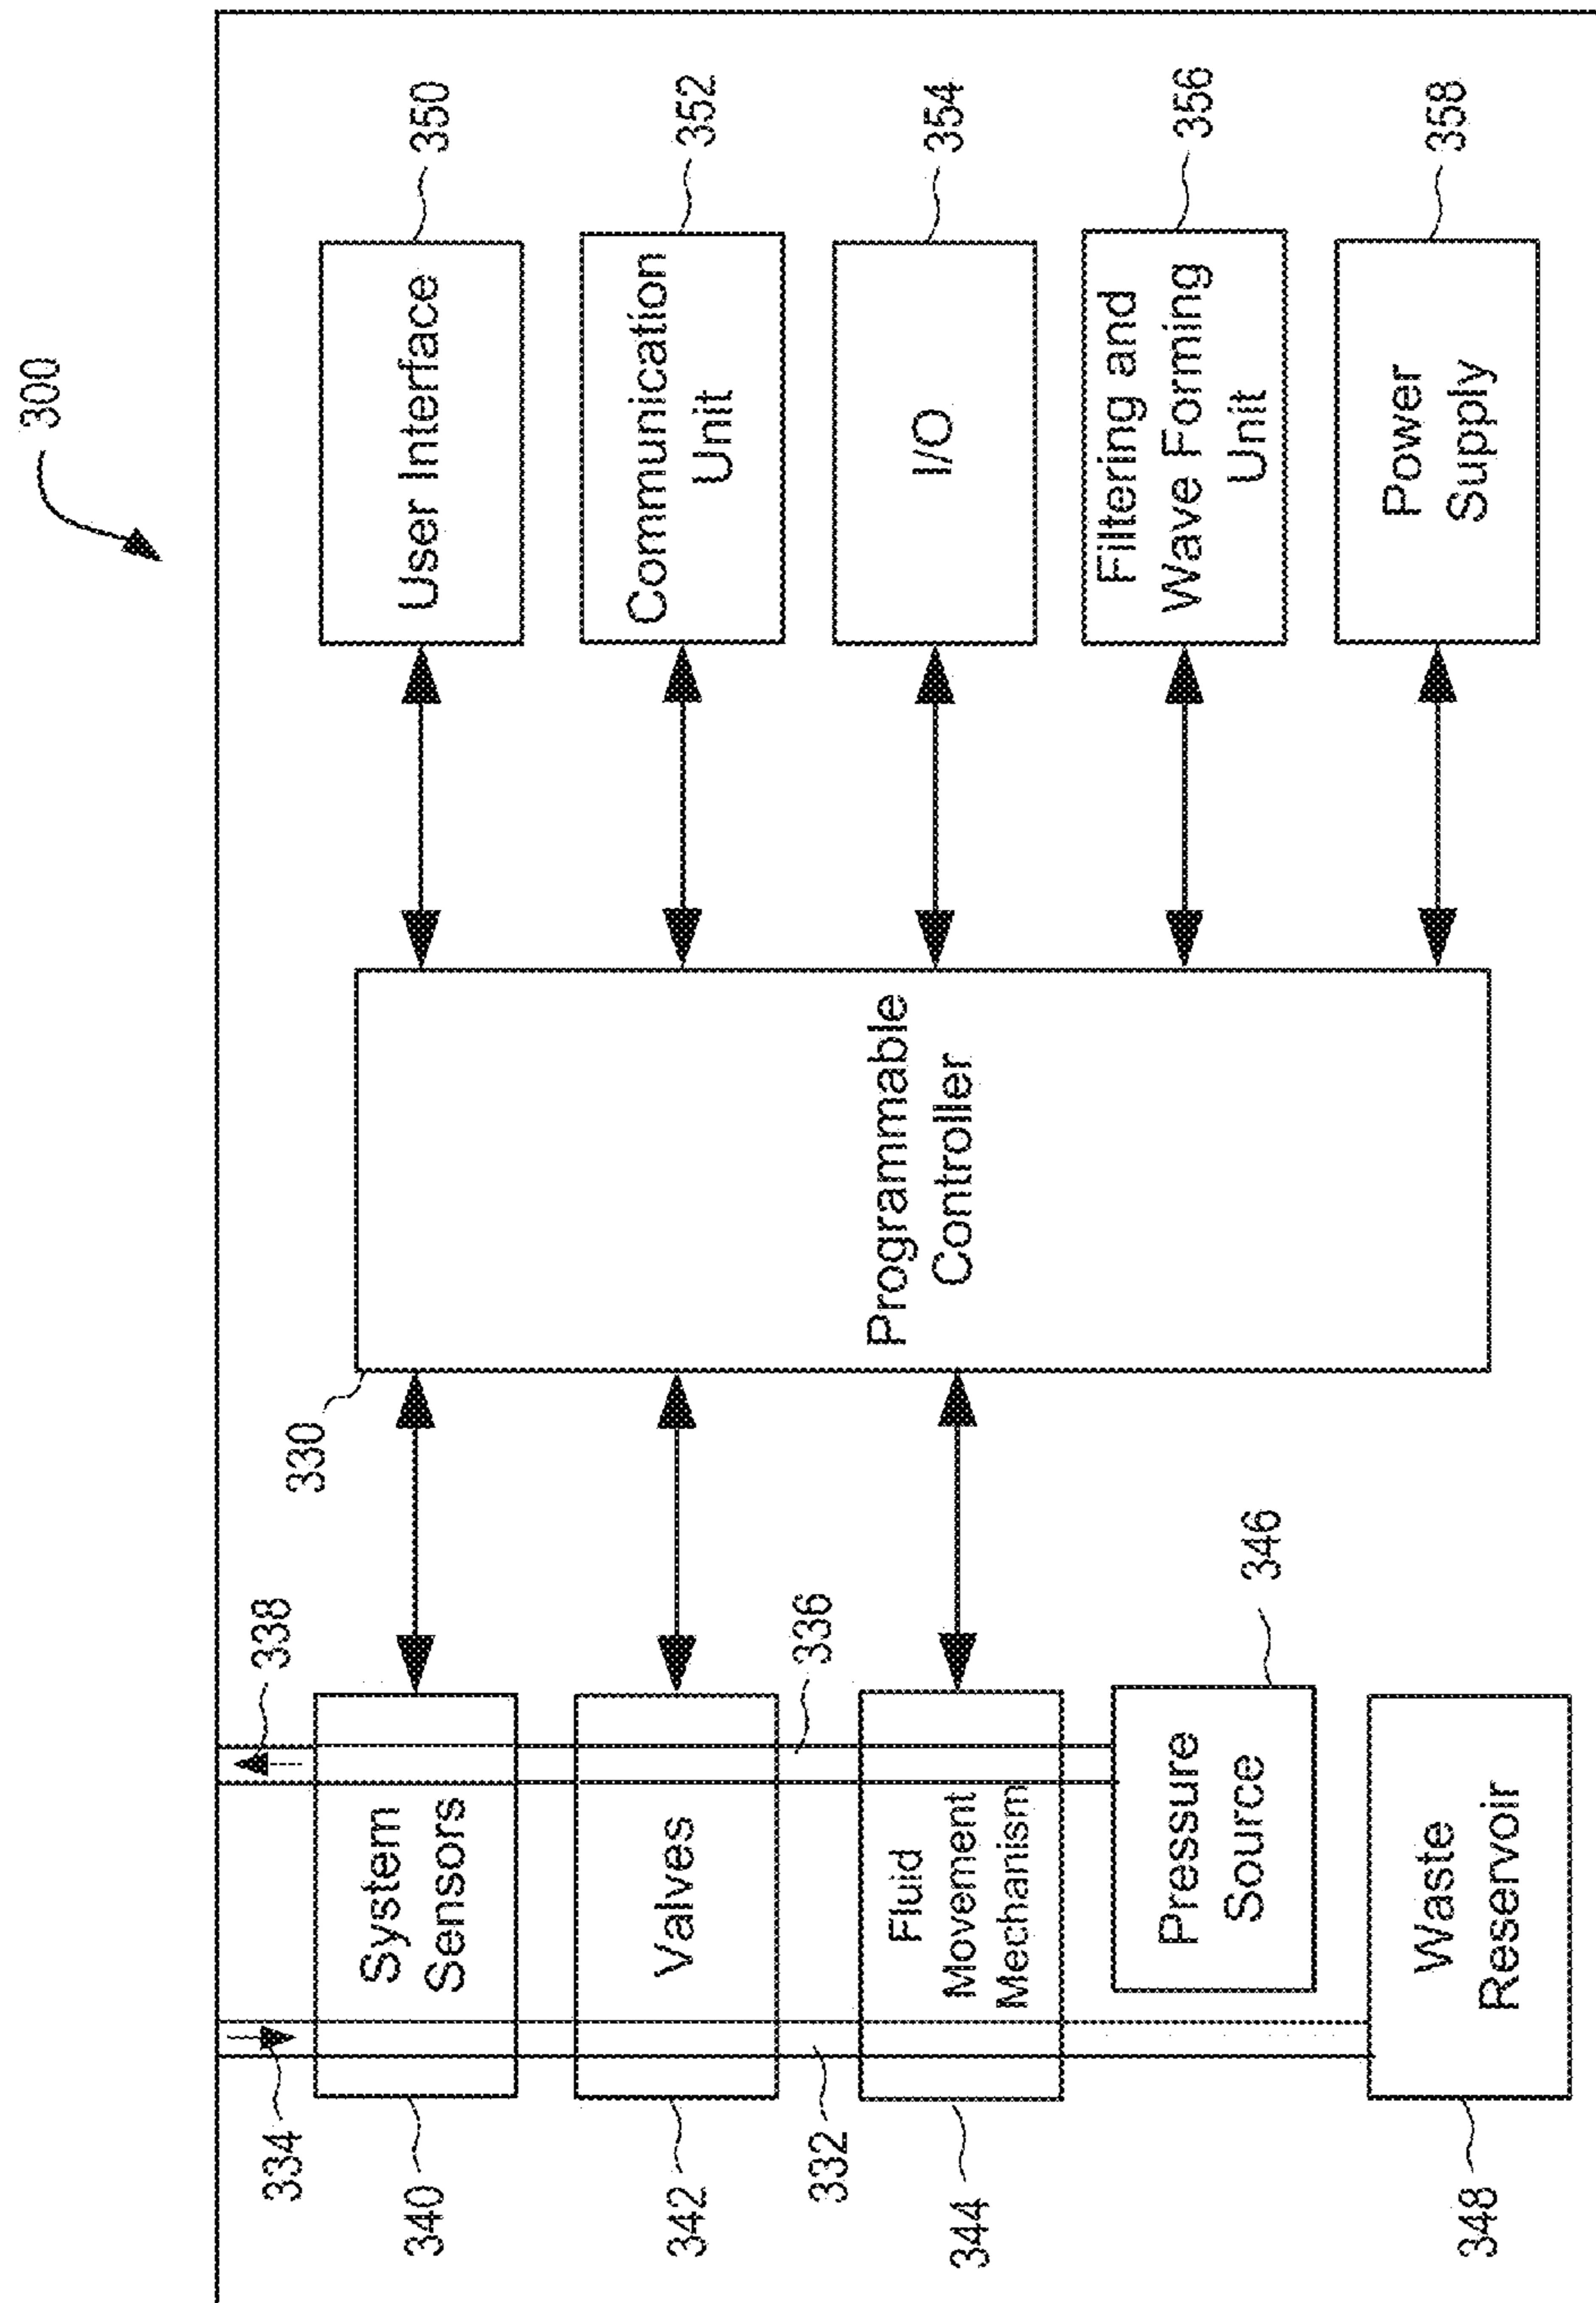 300
334
338
340
System
Sensors
342
Valves
332
336
344
Fluid
Movement
Mechanism
Pressure
Source
346
348
Waste
Reservoir
330
Programmable
Controller
User Interface
350
Communication
Unit
352
I/O
354
Filtering and
Wave Forming
Unit
356
Power
Supply
358